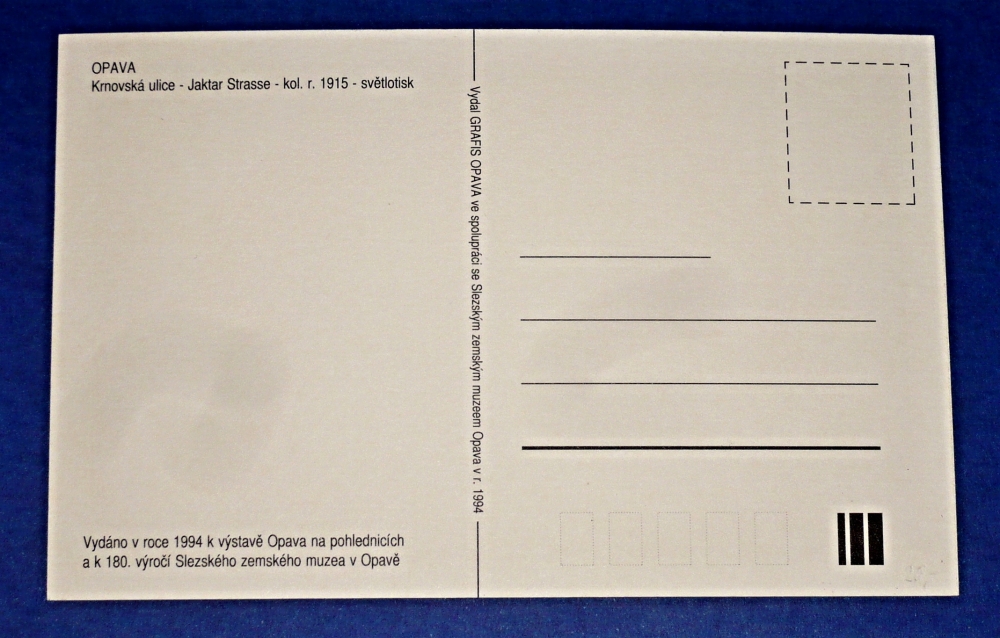 OPAVA
Krnovská ulice - Jaktar Strasse - kol. r. 1915 - světlotisk
Vydal GRAFIS OPAVA ve spolupráci se Slezským zemským muzeem Opava v r. 1994
Vydáno v roce 1994 k výstavě Opava na pohlednicích
a k 180. výročí Slezského zemského muzea v Opavě